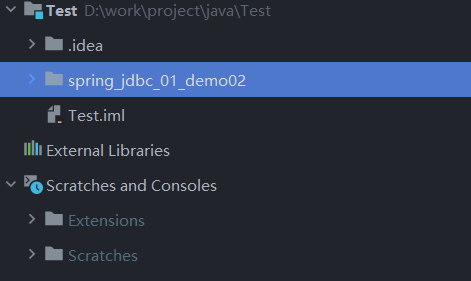 Test D:\work\project\java\Test
.idea
spring_jdbc_01_demo02
Test.iml
External Libraries
Scratches and Consoles
Extensions
Scratches